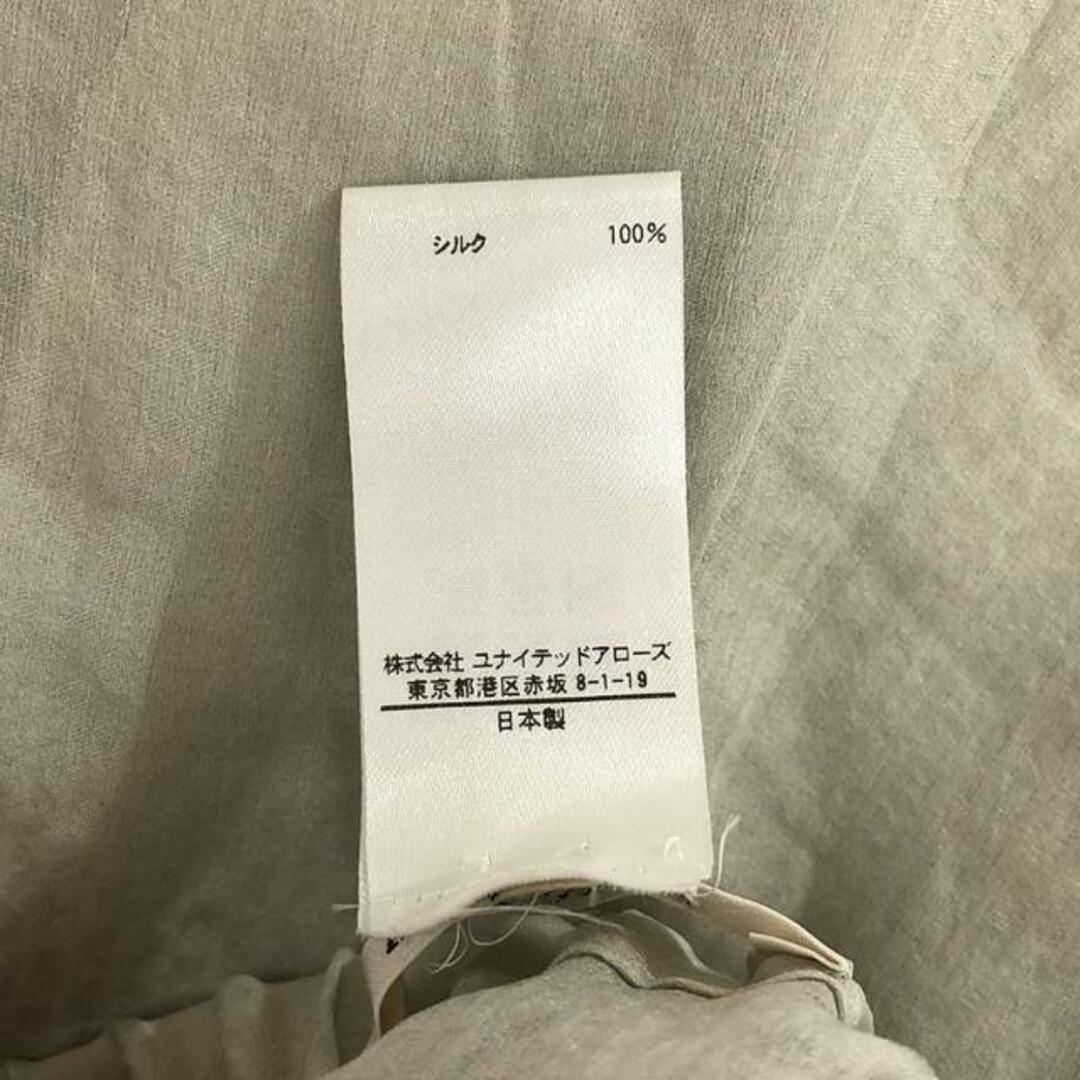 シルク 100%
株式会社 ユナイテッドアローズ
東京都港区赤坂 8-1-19
日本製